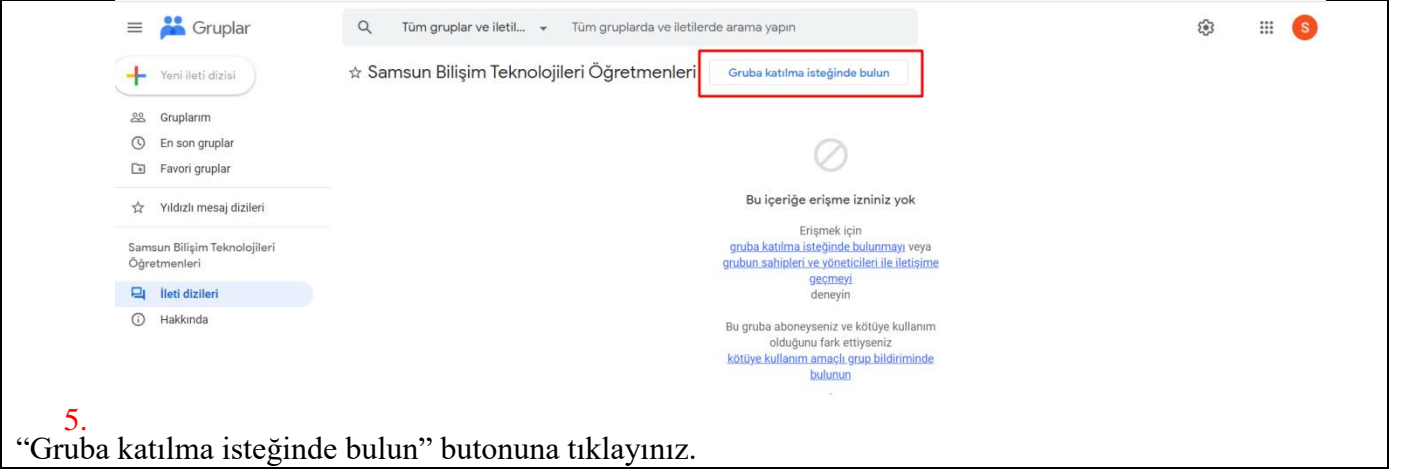 Gruplar
Tüm gruplar ve iletil...
Tüm gruplarda ve iletilerde arama yapın
S
Yeni ileti dizisi
Samsun Bilişim Teknolojileri Öğretmenleri
Gruba katılma isteğinde bulun
Gruplarım
En son gruplar
Favori gruplar
Yıldızlı mesaj dizileri
Samsun Bilişim Teknolojileri
Öğretmenleri
İleti dizileri
Hakkında
Bu içeriğe erişme izniniz yok
Erişmek için
gruba katılma isteğinde bulunmayı veya
grubun sahipleri ve yöneticileri ile iletişime
geçmeyi
deneyin
Bu gruba aboneyseniz ve kötüye kullanım
olduğunu fark ettiyseniz
kötüye kullanım amaçlı grup bildiriminde
bulunun
.
5.
“Gruba katılma isteğinde bulun” butonuna tıklayınız.